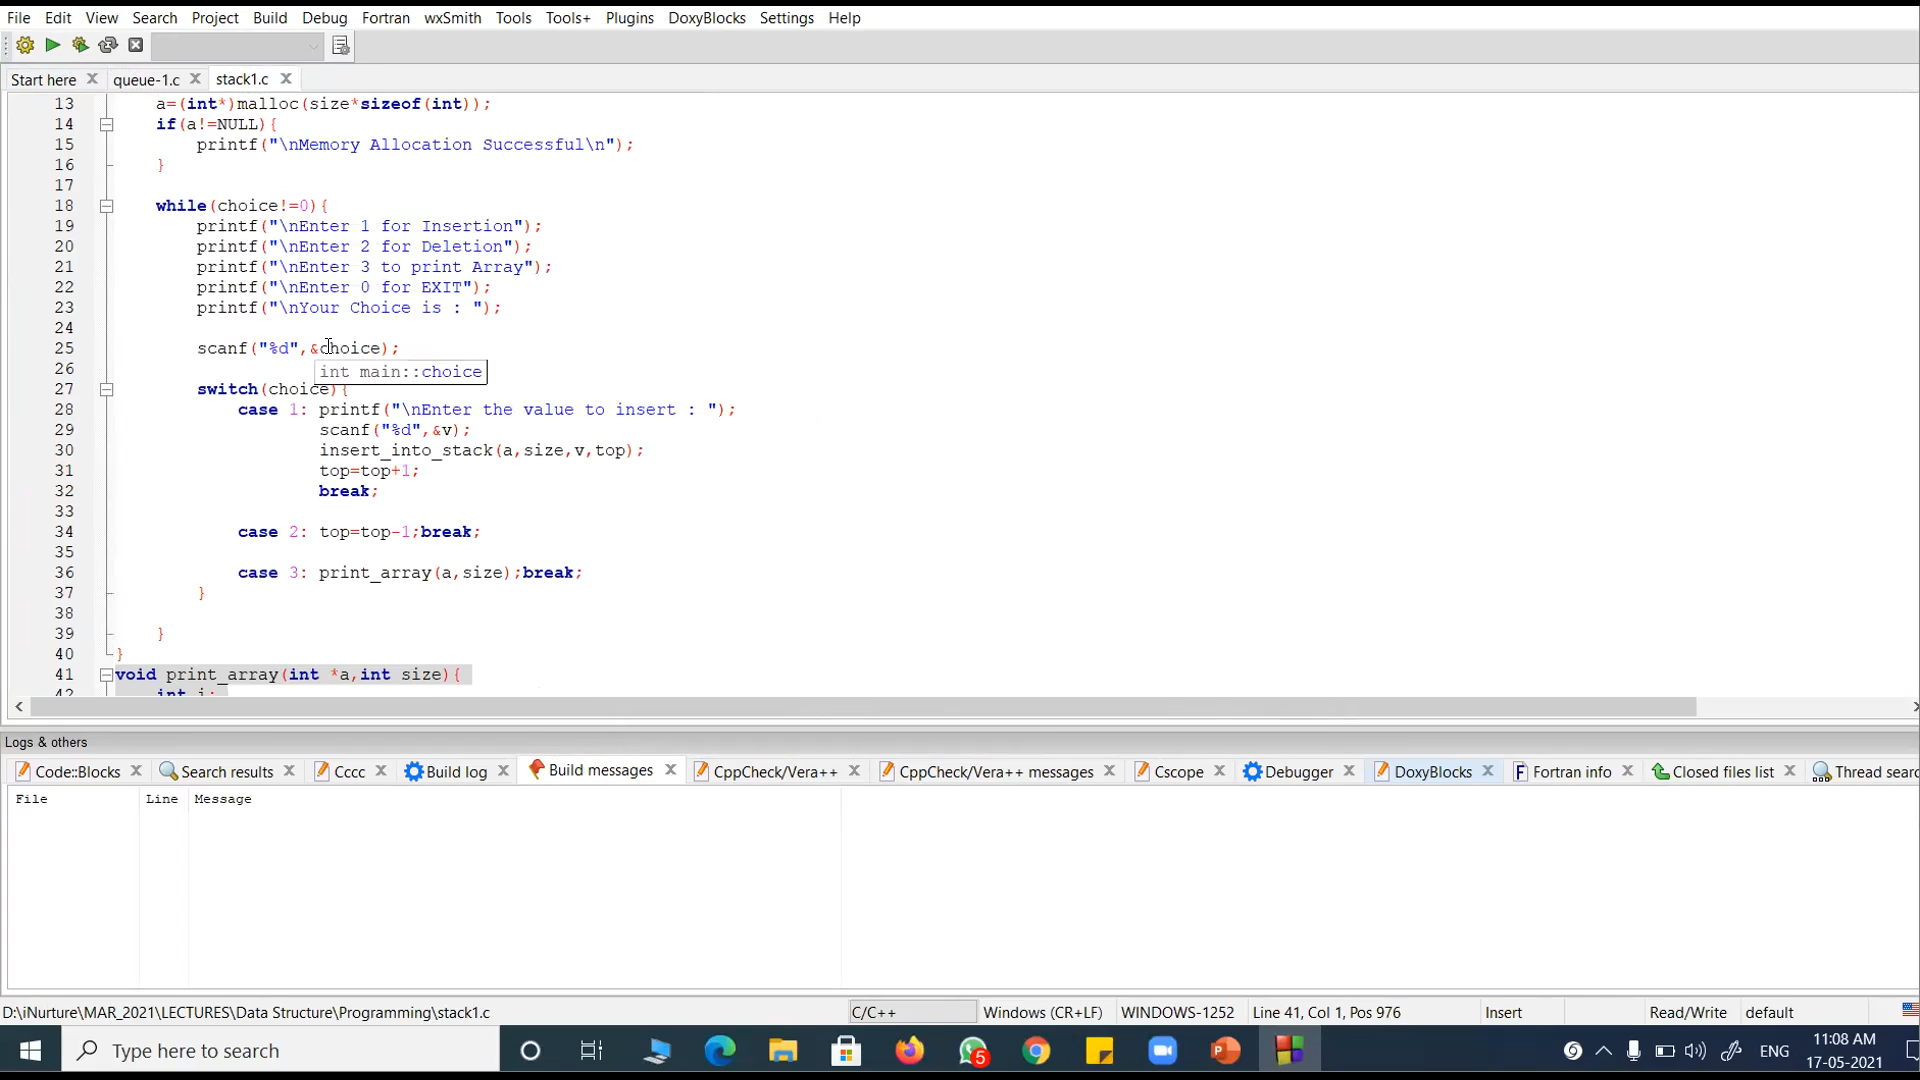 File Edit View Search Project Build Debug Fortran wxSmith Tools Tools+ Plugins DoxyBlocks Settings Help
Start here queue-1.c stack1.c
13 a=(int*)malloc(size*sizeof(int));
14 if(a!=NULL){
15 printf("\nMemory Allocation Successful\n");
16 }
17
18 while(choice!=0){
19 printf("\nEnter 1 for Insertion");
20 printf("\nEnter 2 for Deletion");
21 printf("\nEnter 3 to print Array");
22 printf("\nEnter 0 for EXIT");
23 printf("\nYour Choice is : ");
24
25 scanf("%d",&choice);
26 int main::choice
27 switch(choice){
28 case 1: printf("\nEnter the value to insert : ");
29 scanf("%d",&v);
30 insert_into_stack(a,size,v,top);
31 top=top+1;
32 break;
33
34 case 2: top=top-1;break;
35
36 case 3: print_array(a,size);break;
37 }
38
39 }
40 }
41 void print_array(int *a,int size){
42 int i;
Logs & others
Code::Blocks Search results Cccc Build log Build messages CppCheck/Vera++ CppCheck/Vera++ messages Cscope Debugger DoxyBlocks Fortran info Closed files list Thread searc
File Line Message
D:\iNurture\MAR_2021\LECTURES\Data Structure\Programming\stack1.c C/C++ Windows (CR+LF) WINDOWS-1252 Line 41, Col 1, Pos 976 Insert Read/Write default
Type here to search 5 ENG 11:08 AM
17-05-2021